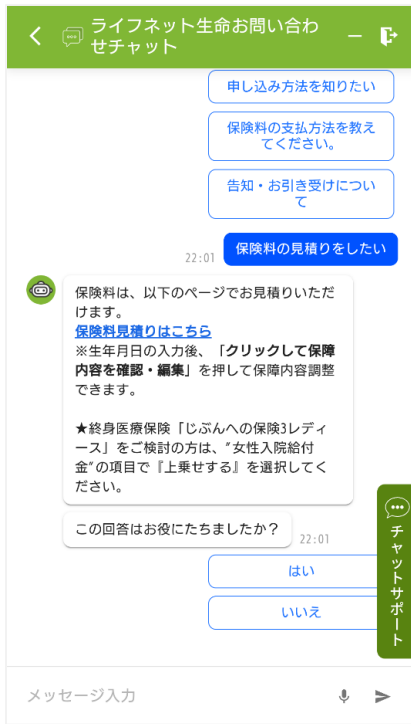 ライフネット生命お問い合わ
せチャット
申し込み方法を知りたい
保険料の支払方法を教え
てください。
告知・お引き受けについ
て
22:01
保険料の見積りをしたい
保険料は、以下のページでお見積りいただ
けます。
保険料見積りはこちら
※生年月日の入力後、「クリックして保障
内容を確認・編集」を押して保障内容調整
できます。
★終身医療保険「じぶんへの保険3レディ
ース」をご検討の方は、"女性入院給付
金"の項目で『上乗せする』を選択してく
ださい。
この回答はお役にたちましたか？
22:01
はい
いいえ
チャットサポート
メッセージ入力